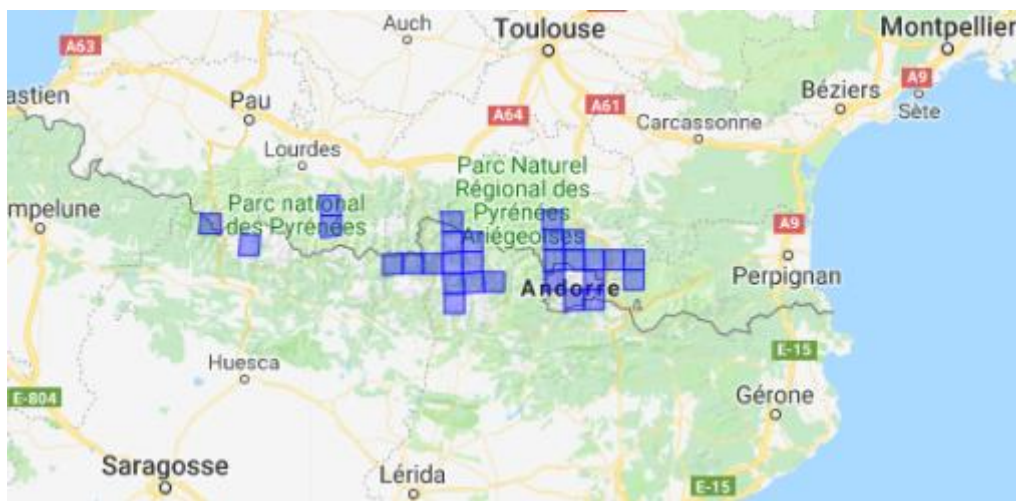 Auch
Toulouse
Montpellier
A63
A9
Béziers
Sète
astien
Pau
A64
A61
Carcassonne
Lourdes
Parc Naturel
Régional des
Pyrénées
Ariégeoises
Parc national
des Pyrénées
mpelune
A9
Perpignan
Andorre
E-15
Huesca
E-804
Gérone
Saragosse
Lérida
E-15